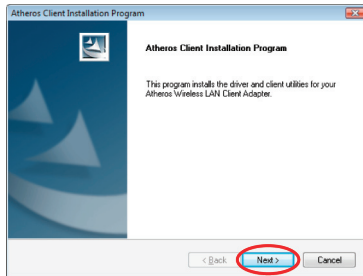 Atheros Client Installation Program
Atheros Client Installation Program
This program installs the driver and client utilities for your
Atheros Wireless LAN Client Adapter.
< Back
Next >
Cancel